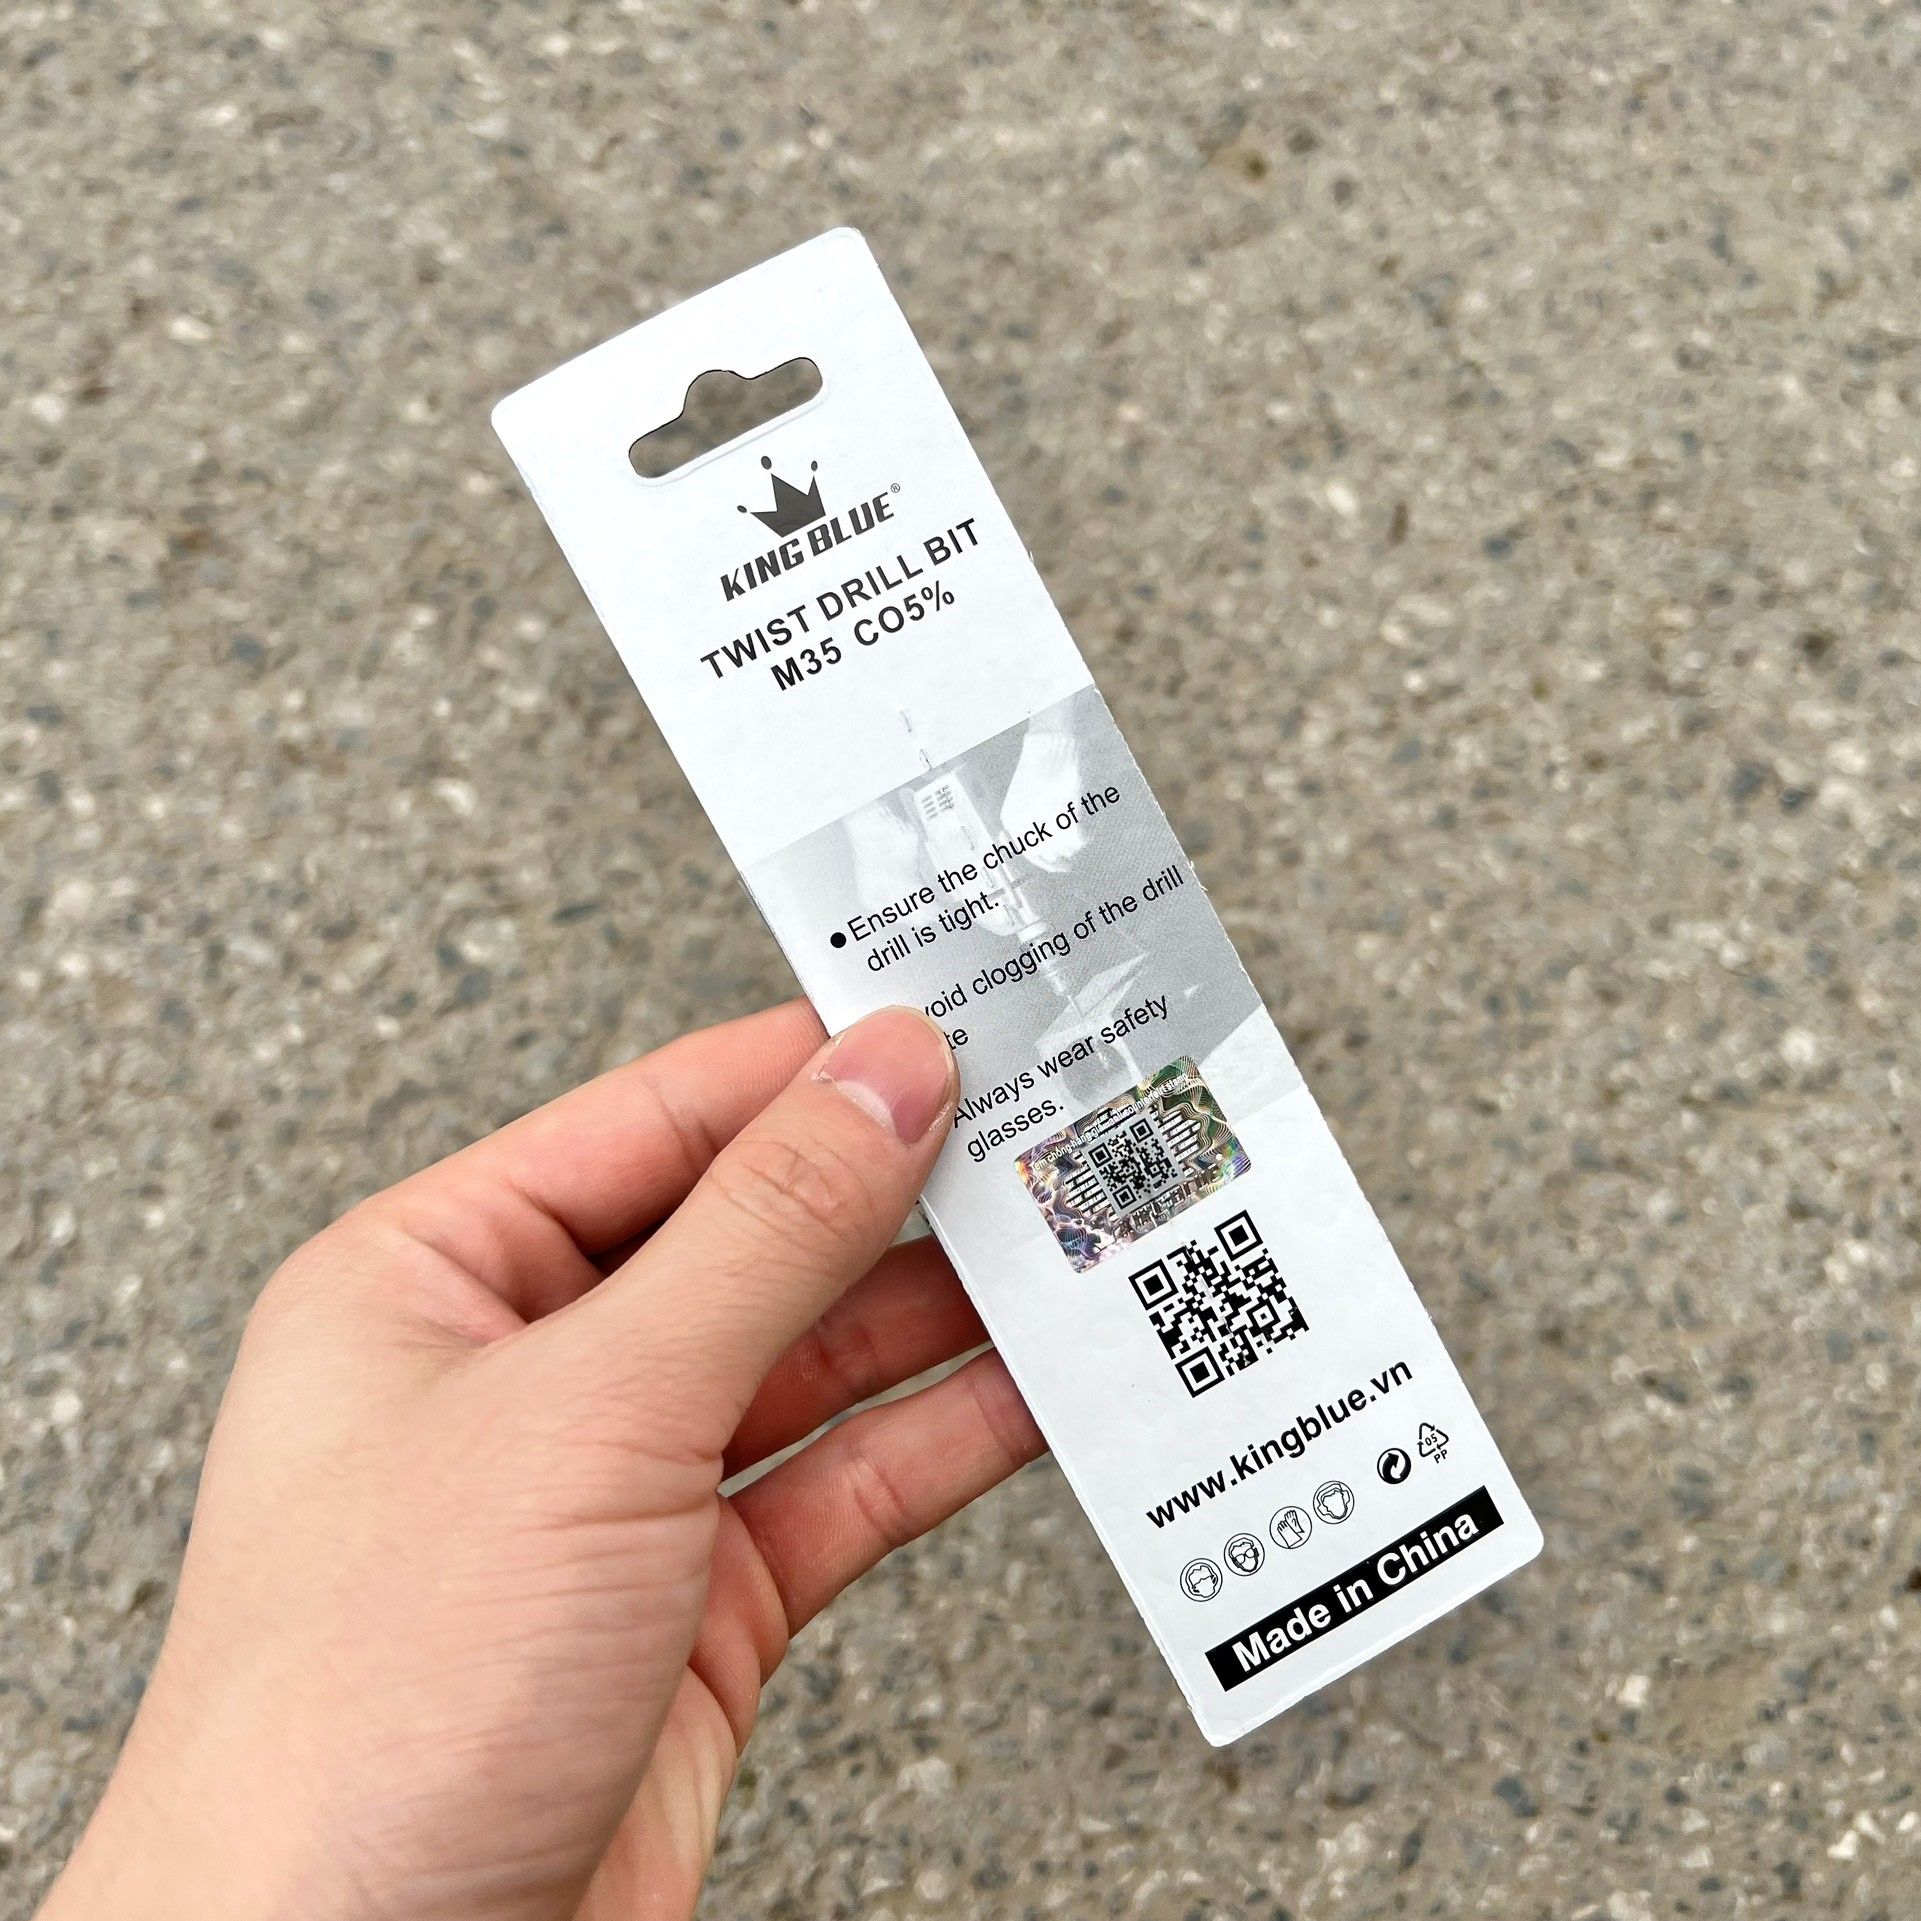 KING BLUE®
TWIST DRILL BIT
M35 CO5%
●Ensure the chuck of the
drill is tight.
void clogging of the drill
te
Always wear safety
glasses.
www.kingblue.vn
05
PP
Made in China